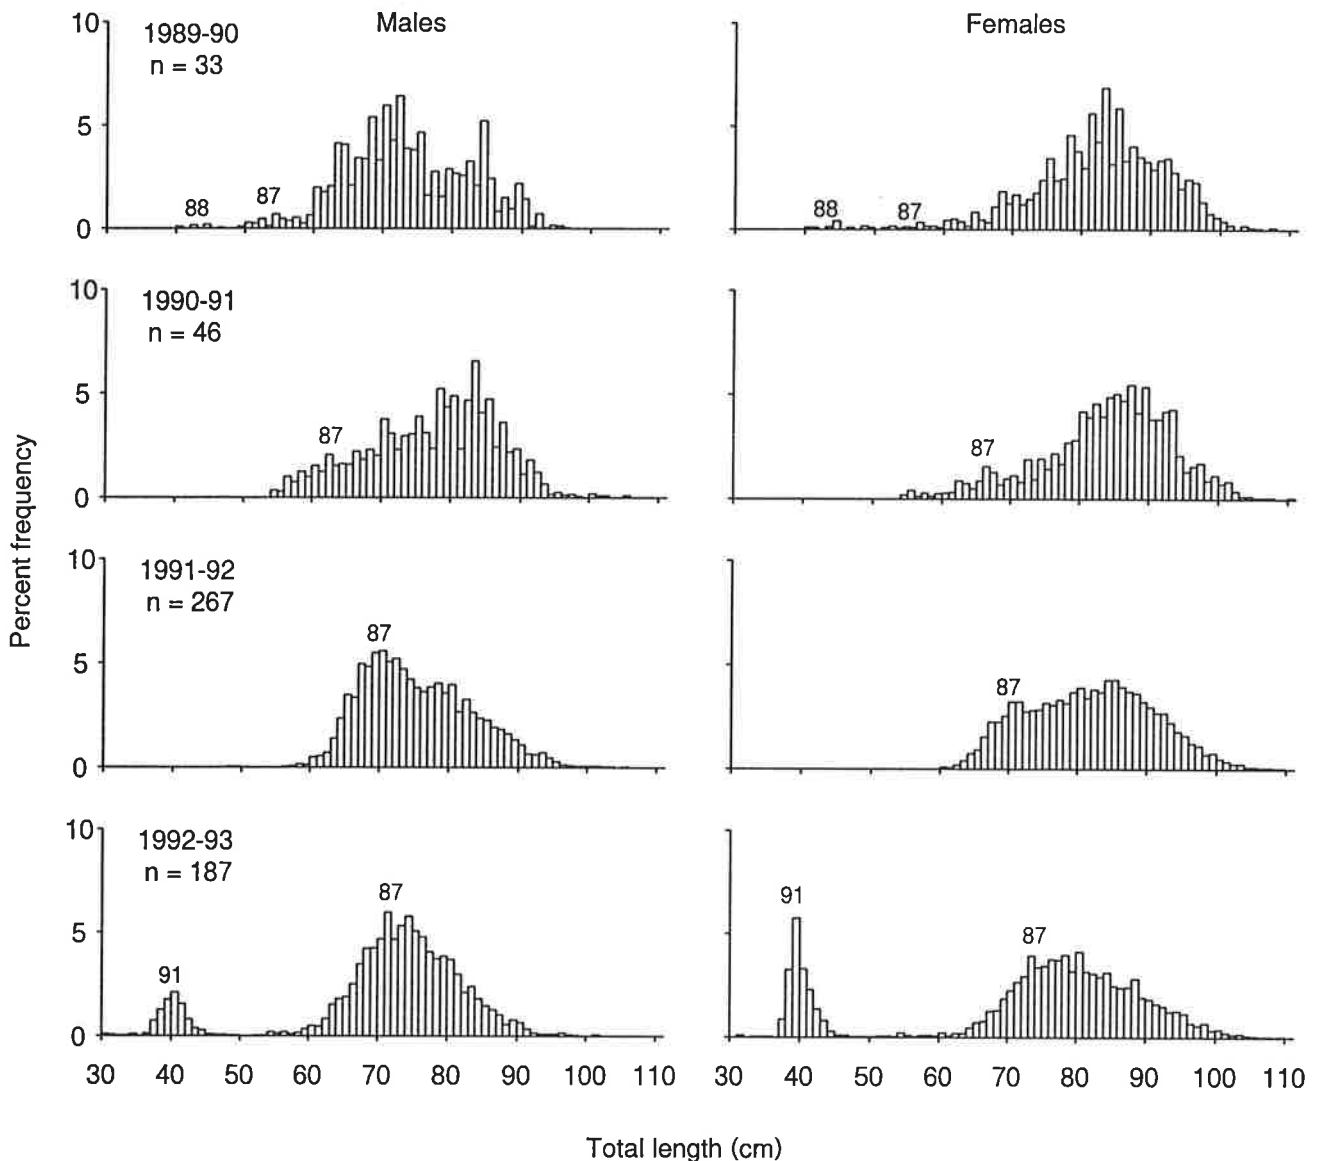 Males Females
10 1989-90
n = 33
5
88 87 88 87
0
10 1990-91
n = 46
5
87 87
0
Percent frequency
10 1991-92
n = 267
87
5
87
0
10 1992-93
n = 187
87 91
5 87
91
0
30 40 50 60 70 80 90 100 110 30 40 50 60 70 80 90 100 110
Total length (cm)